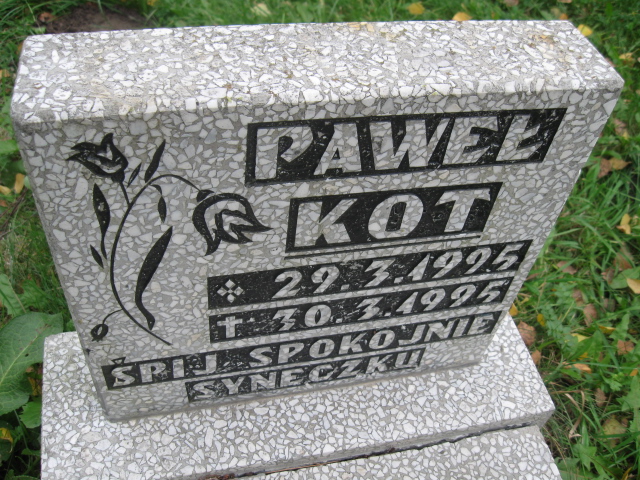 PAWEŁ
KOT
29.3.1995
✝ 30.3.1995
ŚPIJ SPOKOJNIE
SYNECZKU